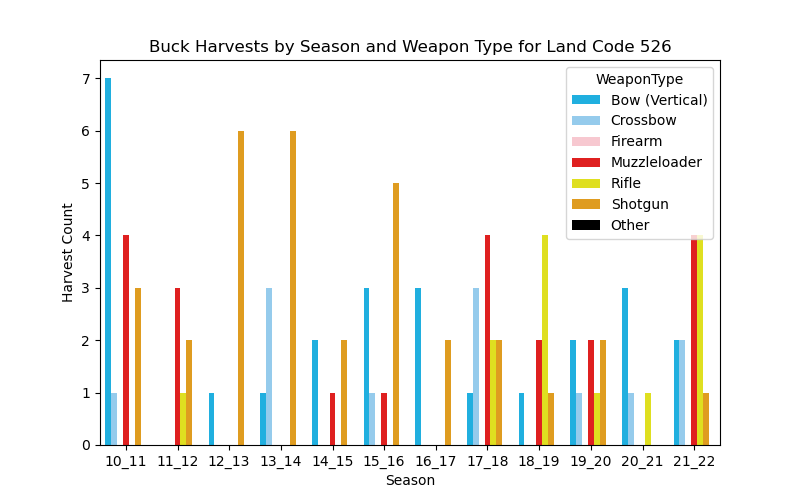 Buck Harvests by Season and Weapon Type for Land Code 526
WeaponType
Bow (Vertical)
Crossbow
Firearm
Muzzleloader
Rifle
Shotgun
Other
Harvest Count
7
6
5
4
3
2
1
0
10_11 11_12 12_13 13_14 14_15 15_16 16_17 17_18 18_19 19_20 20_21 21_22
Season